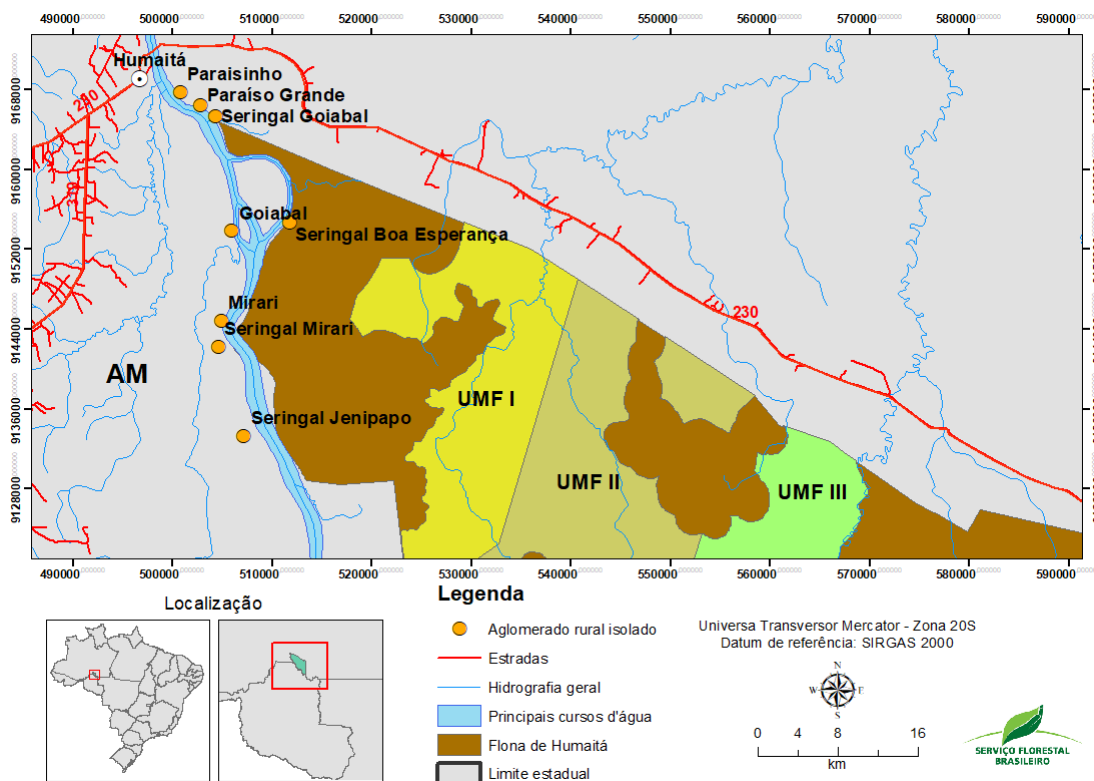 490000 500000 510000 520000 530000 540000 550000 560000 570000 580000 590000
Humaitá
Paraisinho
Paraíso Grande
Seringal Goiabal
230
319
Goiabal
Seringal Boa Esperança
Mirari
Seringal Mirari
230
AM
Seringal Jenipapo
UMF I
UMF II
UMF III
9168000
9160000
9152000
9144000
9136000
9128000
490000 500000 510000 520000 530000 540000 550000 560000 570000 580000 590000
Localização
Legenda
Aglomerado rural isolado
Estradas
Hidrografia geral
Principais cursos d'água
Flona de Humaitá
Limite estadual
Universa Transversor Mercator - Zona 20S
Datum de referência: SIRGAS 2000
N
W E
S
0 4 8 16
km
SERVIÇO FLORESTAL
BRASILEIRO